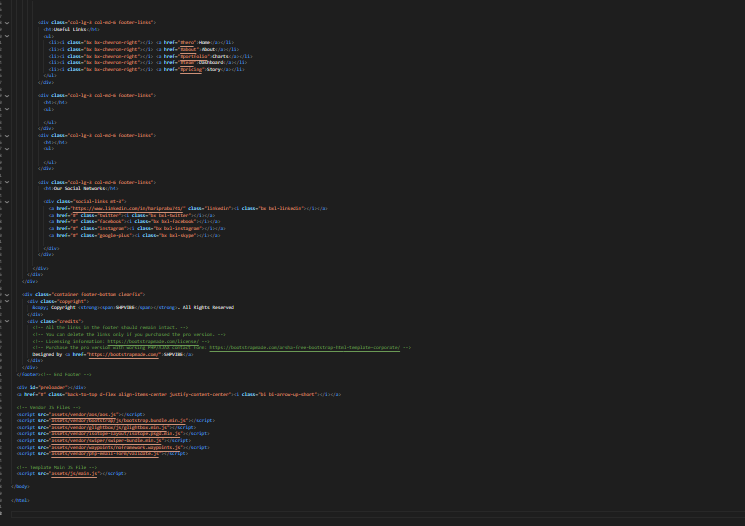 <div class="col-lg-3 col-md-6 footer-links">
<h4>Useful Links</h4>
<ul>
<li><i class="bx bx-chevron-right"></i> <a href="#hero">Home</a></li>
<li><i class="bx bx-chevron-right"></i> <a href="#about">About</a></li>
<li><i class="bx bx-chevron-right"></i> <a href="#portfolio">Charts</a></li>
<li><i class="bx bx-chevron-right"></i> <a href="#team">Dashboard</a></li>
<li><i class="bx bx-chevron-right"></i> <a href="#pricing">Story</a></li>
</ul>
</div>
<div class="col-lg-3 col-md-6 footer-links">
<h4></h4>
<ul>
</ul>
</div>
<div class="col-lg-3 col-md-6 footer-links">
<h4></h4>
<ul>
</ul>
</div>
<div class="col-lg-3 col-md-6 footer-links">
<h4>Our Social Networks</h4>
<div class="social-links mt-3">
<a href="https://www.linkedin.com/in/hariprabu741/" class="linkedin"><i class="bx bxl-linkedin"></i></a>
<a href="#" class="twitter"><i class="bx bxl-twitter"></i></a>
<a href="#" class="facebook"><i class="bx bxl-facebook"></i></a>
<a href="#" class="instagram"><i class="bx bxl-instagram"></i></a>
<a href="#" class="google-plus"><i class="bx bxl-skype"></i></a>
</div>
</div>
</div>
</div>
</div>
<div class="container footer-bottom clearfix">
<div class="copyright">
&copy; Copyright <strong><span>SHPVIBE</span></strong>. All Rights Reserved
</div>
<div class="credits">
<!-- All the links in the footer should remain intact. -->
<!-- You can delete the links only if you purchased the pro version. -->
<!-- Licensing information: https://bootstrapmade.com/license/ -->
<!-- Purchase the pro version with working PHP/AJAX contact form: https://bootstrapmade.com/arsha-free-bootstrap-html-template-corporate/ -->
Designed by <a href="https://bootstrapmade.com/">SHPVIBE</a>
</div>
</div>
</footer><!-- End Footer -->
<div id="preloader"></div>
<a href="#" class="back-to-top d-flex align-items-center justify-content-center"><i class="bi bi-arrow-up-short"></i></a>
<!-- Vendor JS Files -->
<script src="assets/vendor/aos/aos.js"></script>
<script src="assets/vendor/bootstrap/js/bootstrap.bundle.min.js"></script>
<script src="assets/vendor/glightbox/js/glightbox.min.js"></script>
<script src="assets/vendor/isotope-layout/isotope.pkgd.min.js"></script>
<script src="assets/vendor/swiper/swiper-bundle.min.js"></script>
<script src="assets/vendor/waypoints/noframework.waypoints.js"></script>
<script src="assets/vendor/php-email-form/validate.js"></script>
<!-- Template Main JS File -->
<script src="assets/js/main.js"></script>
</body>
</html>